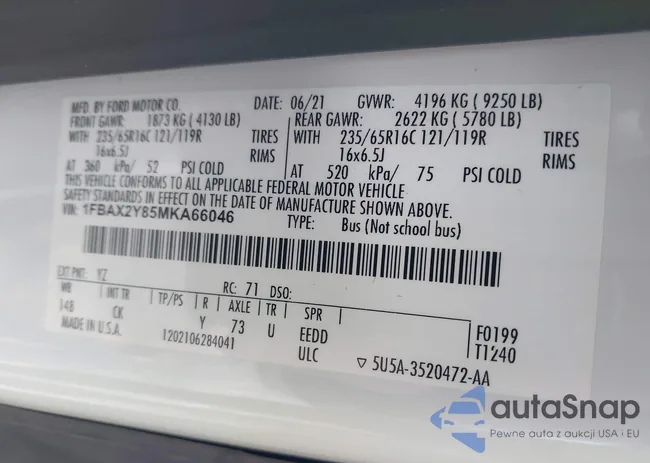 MFD. BY FORD MOTOR CO. DATE: 06/21 GVWR: 4196 KG ( 9250 LB)
FRONT GAWR: 1873 KG ( 4130 LB) REAR GAWR: 2622 KG ( 5780 LB)
WITH 235/65R16C 121/119R TIRES WITH 235/65R16C 121/119R TIRES
16x6.5J RIMS 16x6.5J RIMS
AT 360 kPa/ 52 PSI COLD AT 520 kPa/ 75 PSI COLD
THIS VEHICLE CONFORMS TO ALL APPLICABLE FEDERAL MOTOR VEHICLE
SAFETY STANDARDS IN EFFECT ON THE DATE OF MANUFACTURE SHOWN ABOVE.
VIN: 1FBAX2Y85MKA66046 TYPE: Bus (Not school bus)
EXT PNT: YZ RC: 71 DSO:
WB INT TR TP/PS R AXLE TR SPR
148 CK Y 73 U EEDD F0199
MADE IN U.S.A. 1202106284041 ULC T1240
▽ 5U5A-3520472-AA
autaSnap
Pewne auta z aukcji USA i EU